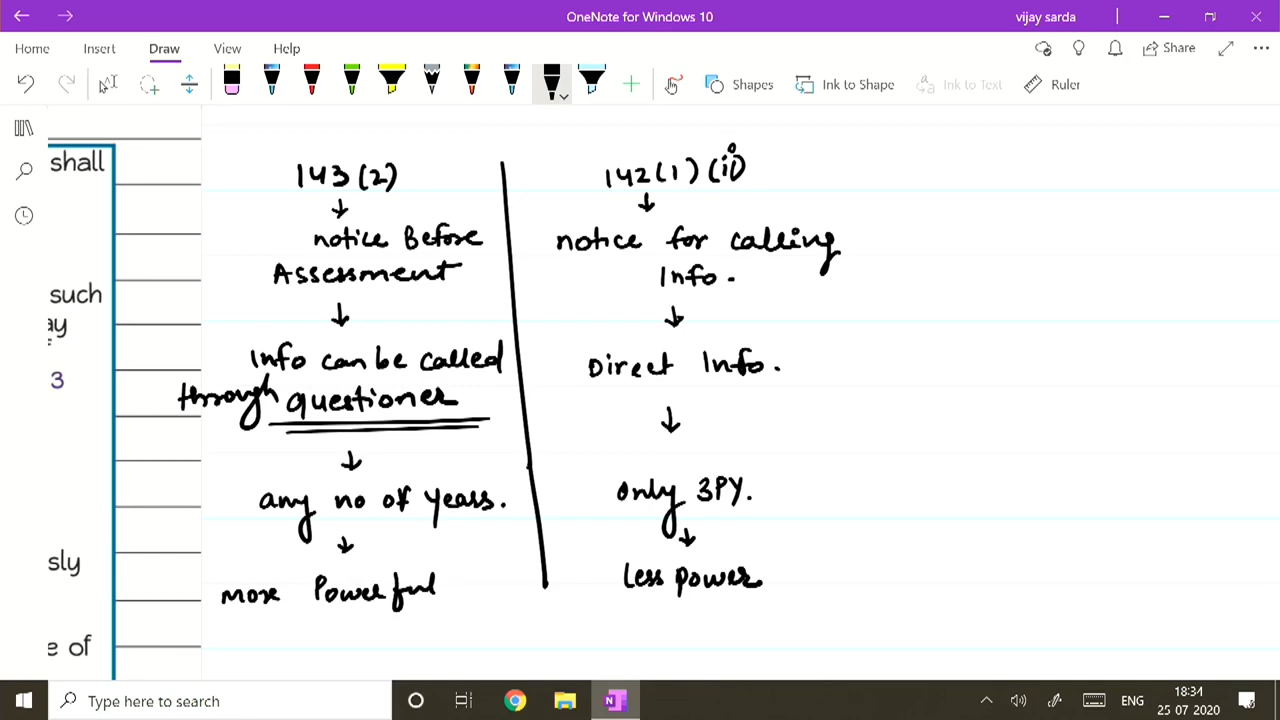 OneNote for Windows 10
vijay sarda
Home
Insert
Draw
View
Help
Share
Shapes
Ink to Shape
Ink to Text
Ruler
shall
such
ay
3
sly
e of
143(2)
notice Before
Assessment
Info can be called
through questioner
any no of years.
more Powerful
142(1)(ii)
notice for calling
Info.
Direct Info.
only 3PY.
less power
Type here to search
ENG
18:34
25-07-2020